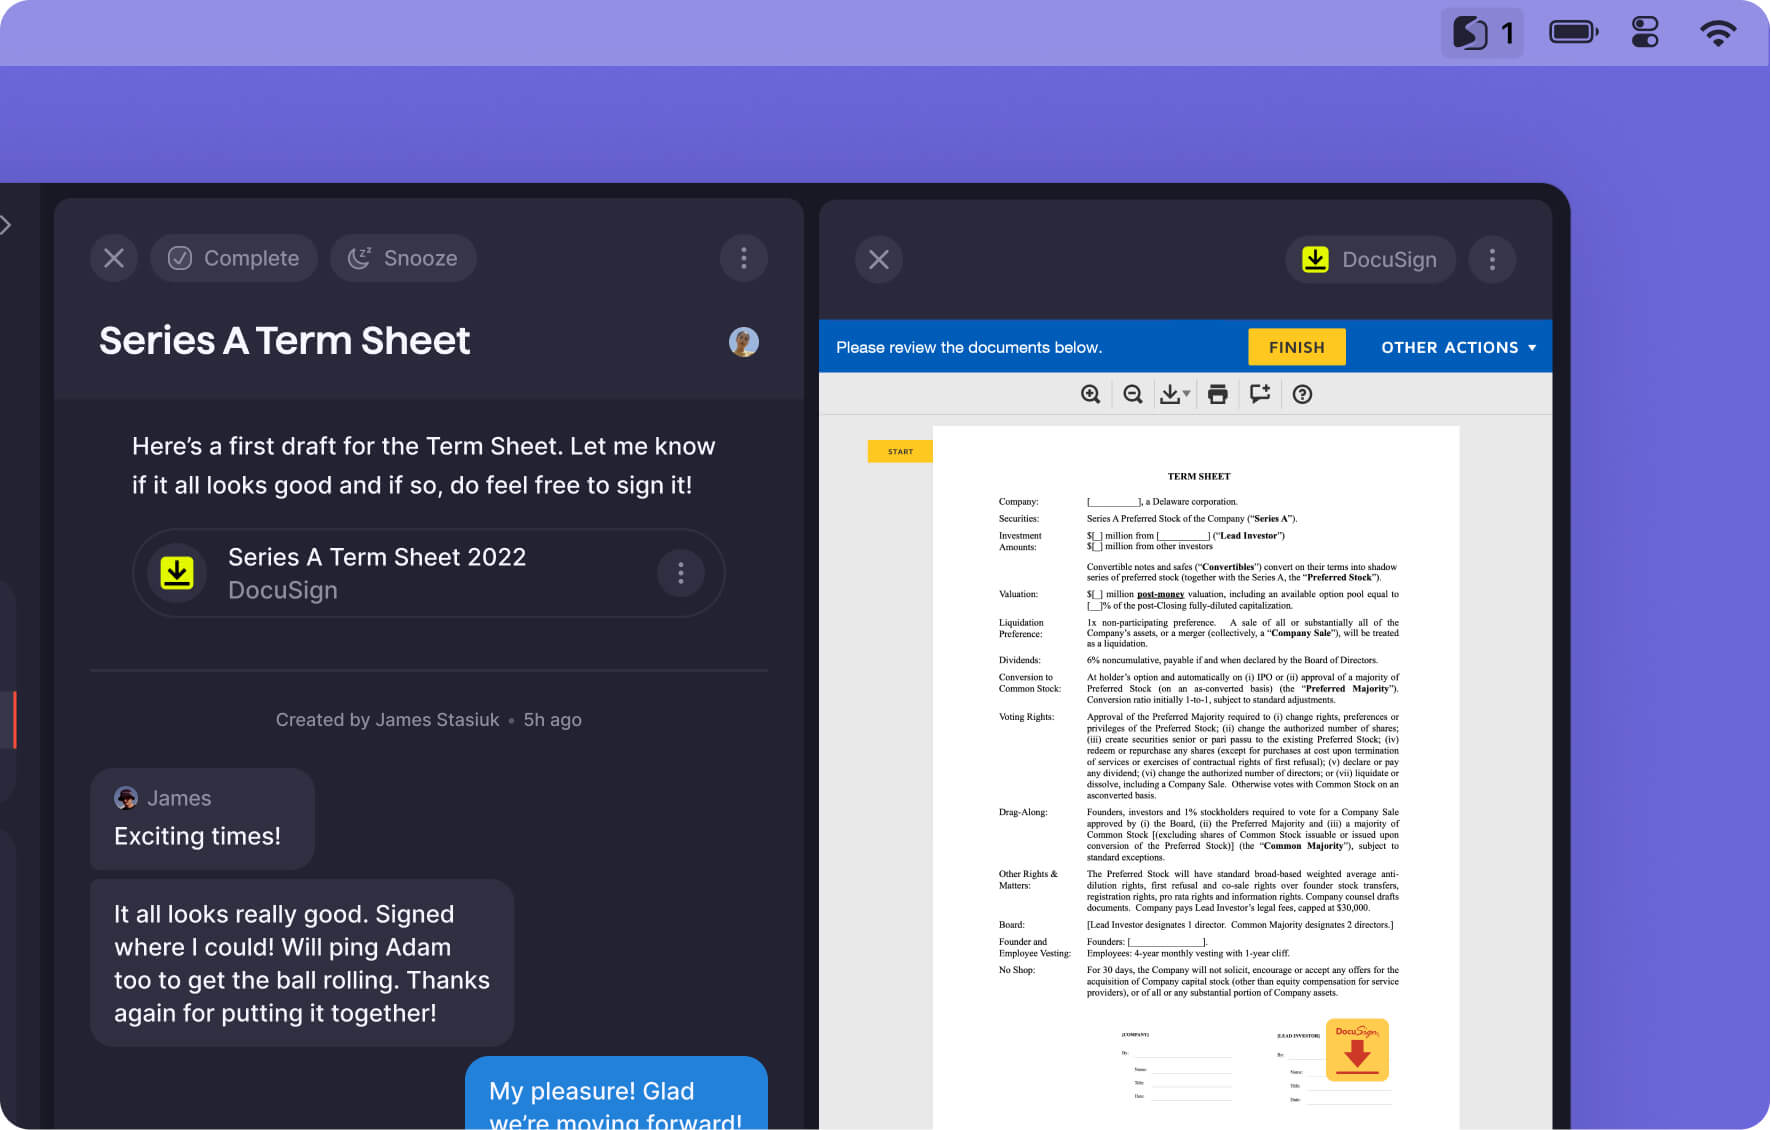 1
Complete
Snooze
Series A Term Sheet
Here's a first draft for the Term Sheet. Let me know
if it all looks good and if so, do feel free to sign it!
Series A Term Sheet 2022
DocuSign
Created by James Stasiuk • 5h ago
James
Exciting times!
It all looks really good. Signed
where I could! Will ping Adam
too to get the ball rolling. Thanks
again for putting it together!
My pleasure! Glad
we're moving forward!
DocuSign
Please review the documents below.
FINISH
OTHER ACTIONS
START
TERM SHEET
Company: [__________], a Delaware corporation.
Securities: Series A Preferred Stock of the Company (“Series A”).
Investment $[_] million from [__________] (“Lead Investor”)
Amounts: $[_] million from other investors
Convertible notes and safes (“Convertibles”) convert on their terms into shadow
series of preferred stock (together with the Series A, the “Preferred Stock”).
Valuation: $[_] million post-money valuation, including an available option pool equal to
[__]% of the post-Closing fully-diluted capitalization.
Liquidation 1x non-participating preference. A sale of all or substantially all of the
Preference: Company’s assets, or a merger (collectively, a “Company Sale”), will be treated
as a liquidation.
Dividends: 6% noncumulative, payable if and when declared by the Board of Directors.
Conversion to At holder’s option and automatically on (i) IPO or (ii) approval of a majority of
Common Stock: Preferred Stock (on an as-converted basis) (the “Preferred Majority”).
Conversion ratio initially 1-to-1, subject to standard adjustments.
Voting Rights: Approval of the Preferred Majority required to (i) change rights, preferences or
privileges of the Preferred Stock; (ii) change the authorized number of shares;
(iii) create securities senior or pari passu to the existing Preferred Stock; (iv)
redeem or repurchase any shares (except for purchases at cost upon termination
of services or exercises of contractual rights of first refusal); (v) declare or pay
any dividend; (vi) change the authorized number of directors; or (vii) liquidate or
dissolve, including a Company Sale. Otherwise votes with Common Stock on an
asconverted basis.
Drag-Along: Founders, investors and 1% stockholders required to vote for a Company Sale
approved by (i) the Board, (ii) the Preferred Majority and (iii) a majority of
Common Stock [(excluding shares of Common Stock issuable or issued upon
conversion of the Preferred Stock)] (the “Common Majority”), subject to
standard exceptions.
Other Rights & The Preferred Stock will have standard broad-based weighted average anti-
Matters: dilution rights, first refusal and co-sale rights over founder stock transfers,
registration rights, pro rata rights and information rights. Company counsel drafts
documents. Company pays Lead Investor’s legal fees, capped at $30,000.
Board: [Lead Investor designates 1 director. Common Majority designates 2 directors.]
Founder and Founders: [______________].
Employee Vesting: Employees: 4-year monthly vesting with 1-year cliff.
No Shop: For 30 days, the Company will not solicit, encourage or accept any offers for the
acquisition of Company capital stock (other than equity compensation for service
providers), or of all or any substantial portion of Company assets.
[COMPANY]
By:
Name:
Title:
Date:
[LEAD INVESTOR]
By:
Name:
Title:
Date:
DocuSign